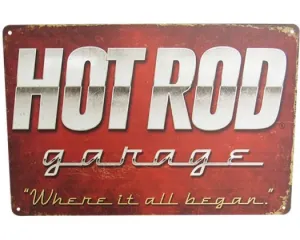 HOT ROD
garage
"Where it all began."